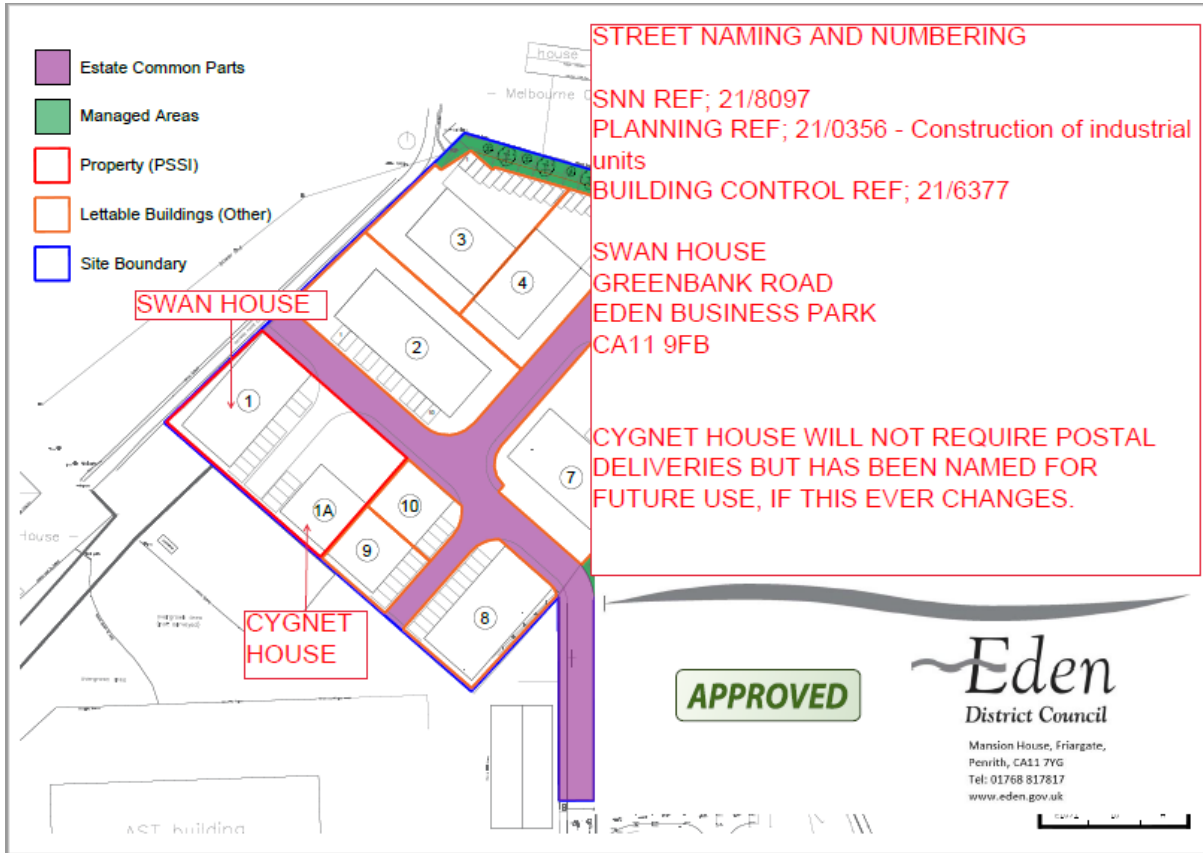 Estate Common Parts
Managed Areas
Property (PSSI)
Lettable Buildings (Other)
Site Boundary
STREET NAMING AND NUMBERING
SNN REF; 21/8097
PLANNING REF; 21/0356 - Construction of industrial
units
BUILDING CONTROL REF; 21/6377
SWAN HOUSE
GREENBANK ROAD
EDEN BUSINESS PARK
CA11 9FB
CYGNET HOUSE WILL NOT REQUIRE POSTAL
DELIVERIES BUT HAS BEEN NAMED FOR
FUTURE USE, IF THIS EVER CHANGES.
house
Melbourne
SWAN HOUSE
3
4
2
1
7
1A
10
9
8
House
CYGNET
HOUSE
AST building
APPROVED
Eden
District Council
Mansion House, Friargate,
Penrith, CA11 7YG
Tel: 01768 817817
www.eden.gov.uk